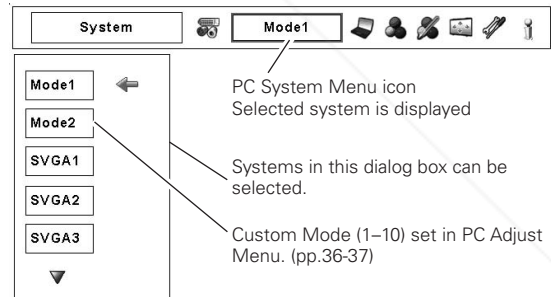 System
Mode1
Mode1
Mode2
SVGA1
SVGA2
SVGA3
PC System Menu icon
Selected system is displayed
Systems in this dialog box can be
selected.
Custom Mode (1–10) set in PC Adjust
Menu. (pp.36-37)